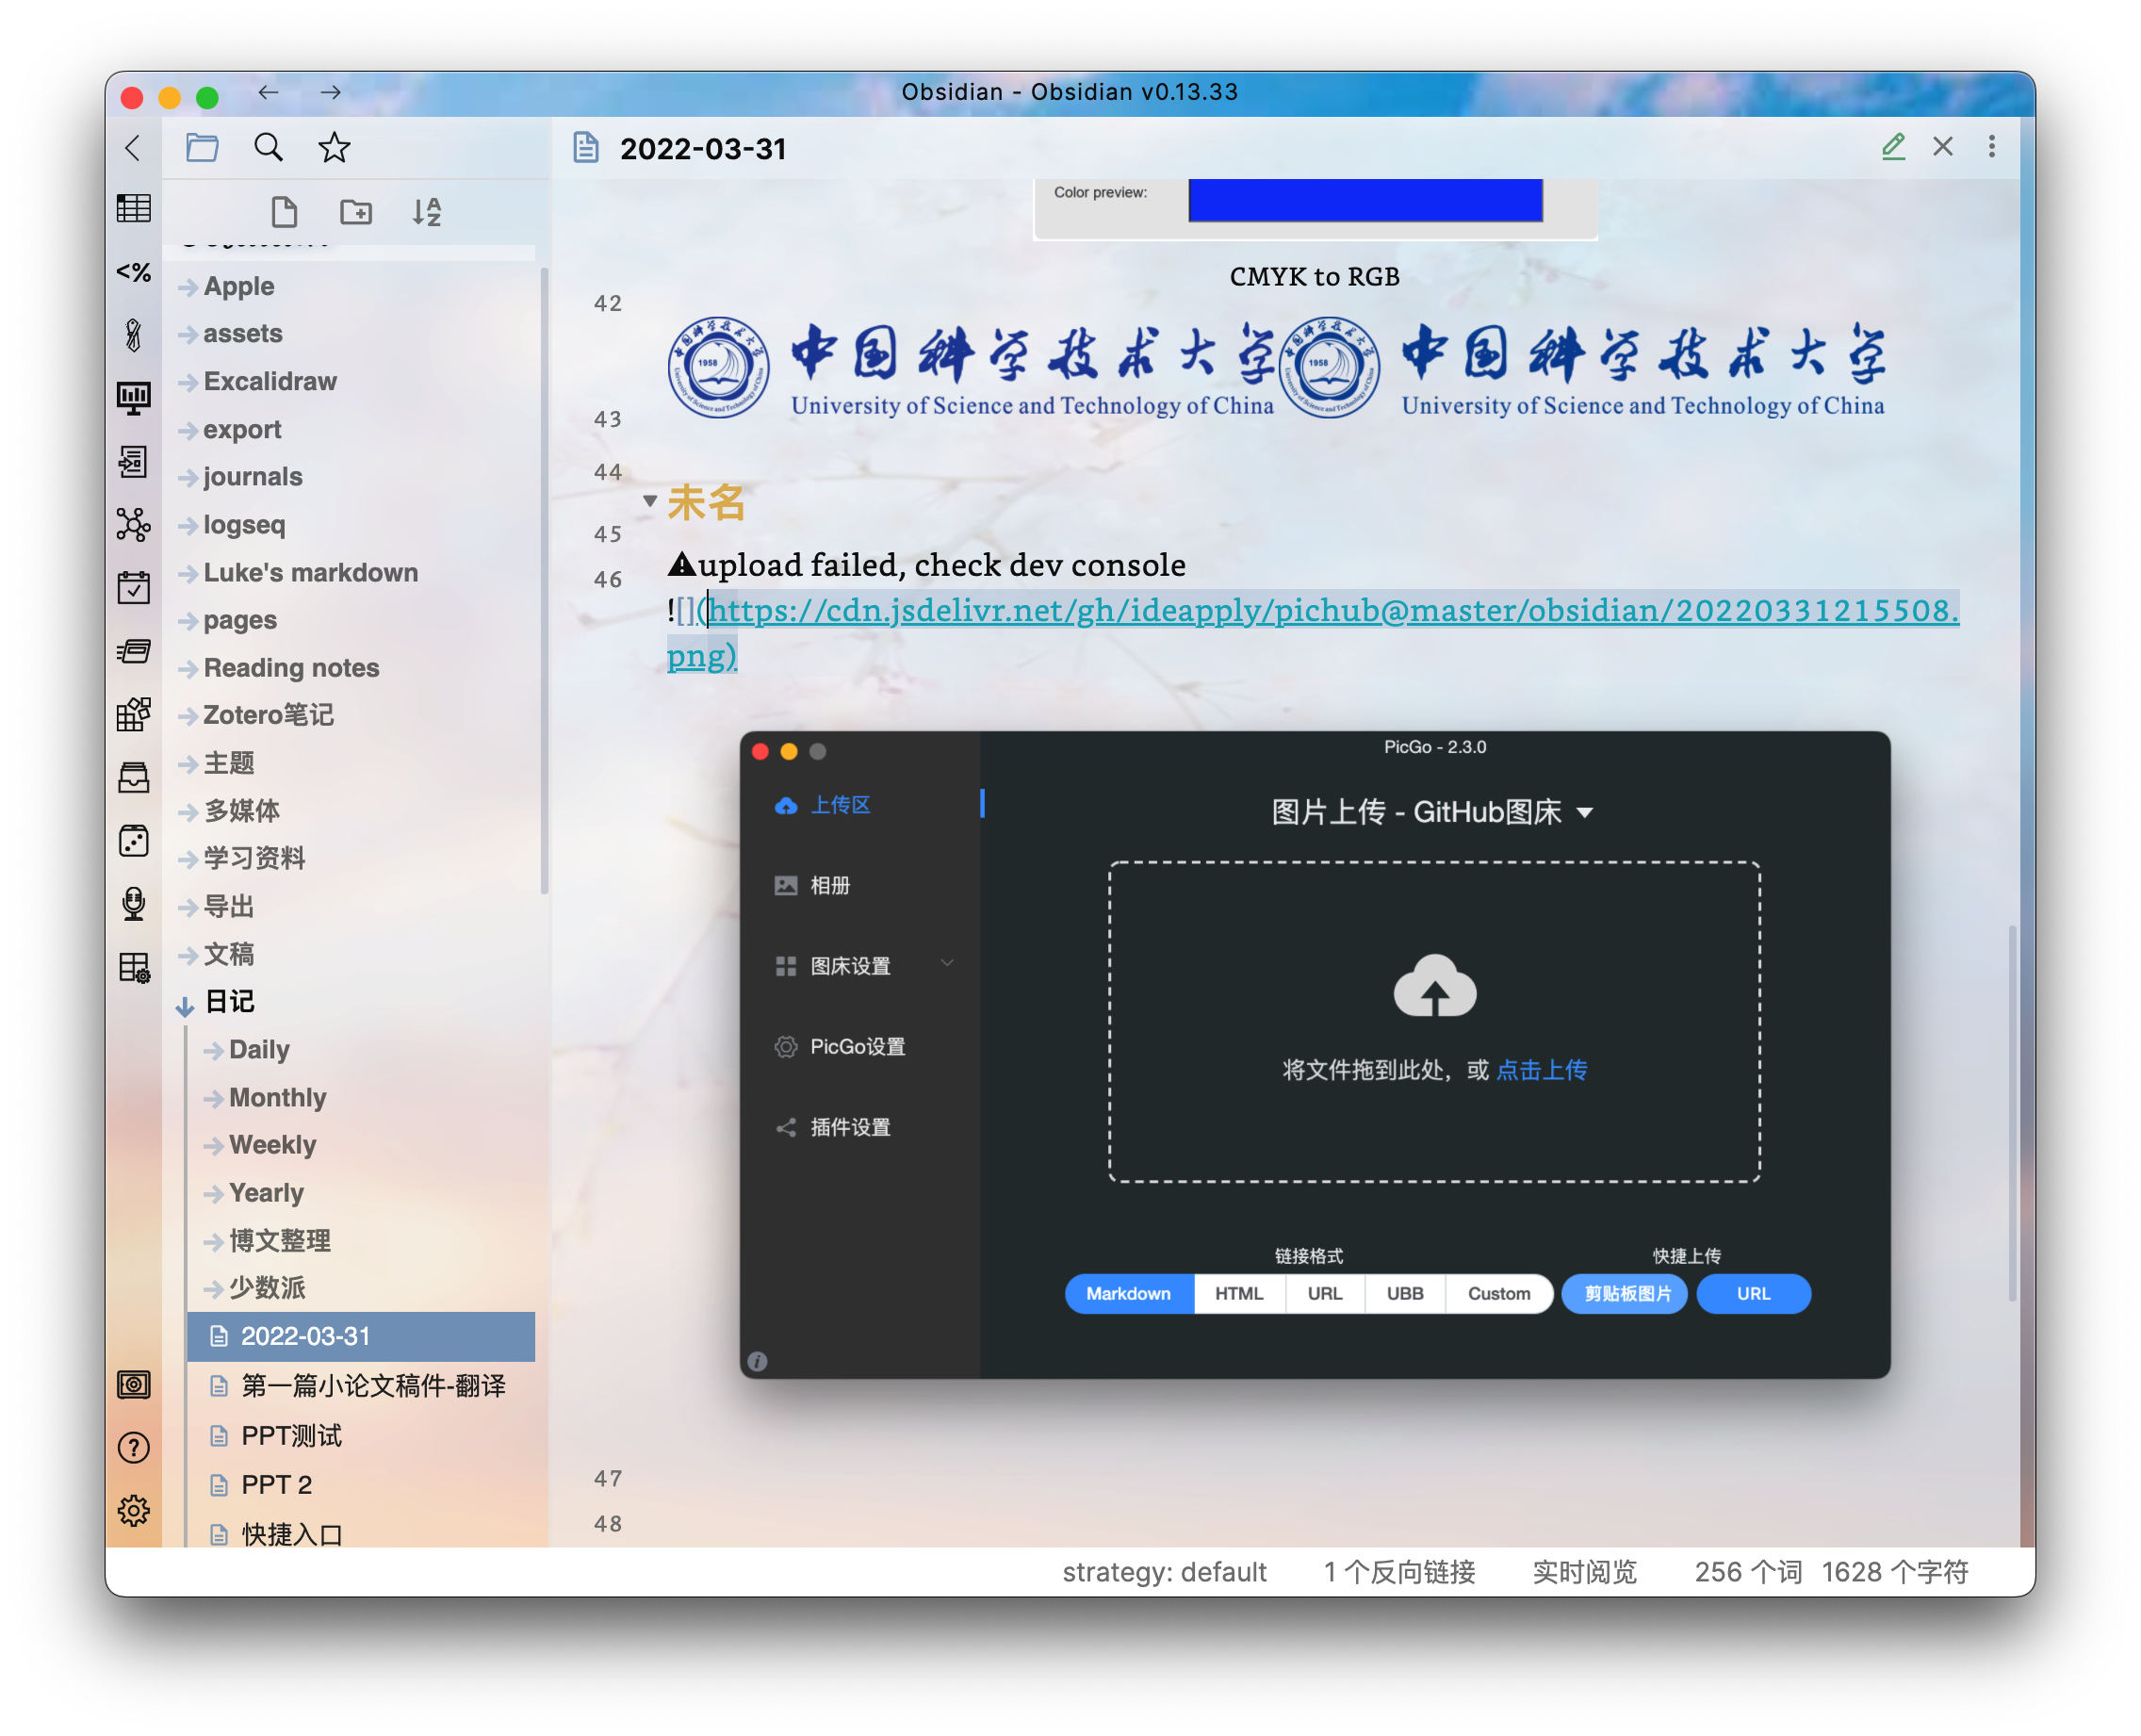 Obsidian - Obsidian v0.13.33
2022-03-31
<%
Apple
assets
Excalidraw
export
journals
logseq
Luke's markdown
pages
Reading notes
Zotero笔记
主题
多媒体
学习资料
导出
文稿
日记
Daily
Monthly
Weekly
Yearly
博文整理
少数派
2022-03-31
第一篇小论文稿件-翻译
PPT测试
PPT 2
快捷入口
Color preview:
CMYK to RGB
42
中国科学技术大学 中国科学技术大学
1958 1958
University of Science and Technology of China University of Science and Technology of China
43
44
未名
45
⚠upload failed, check dev console
46
![](https://cdn.jsdelivr.net/gh/ideapply/pichub@master/obsidian/20220331215508.
png)
PicGo - 2.3.0
上传区
相册
图床设置
PicGo设置
插件设置
图片上传 - GitHub图床
将文件拖到此处，或 点击上传
链接格式 快捷上传
Markdown HTML URL UBB Custom 剪贴板图片 URL
47
48
strategy: default 1 个反向链接 实时阅览 256 个词 1628 个字符